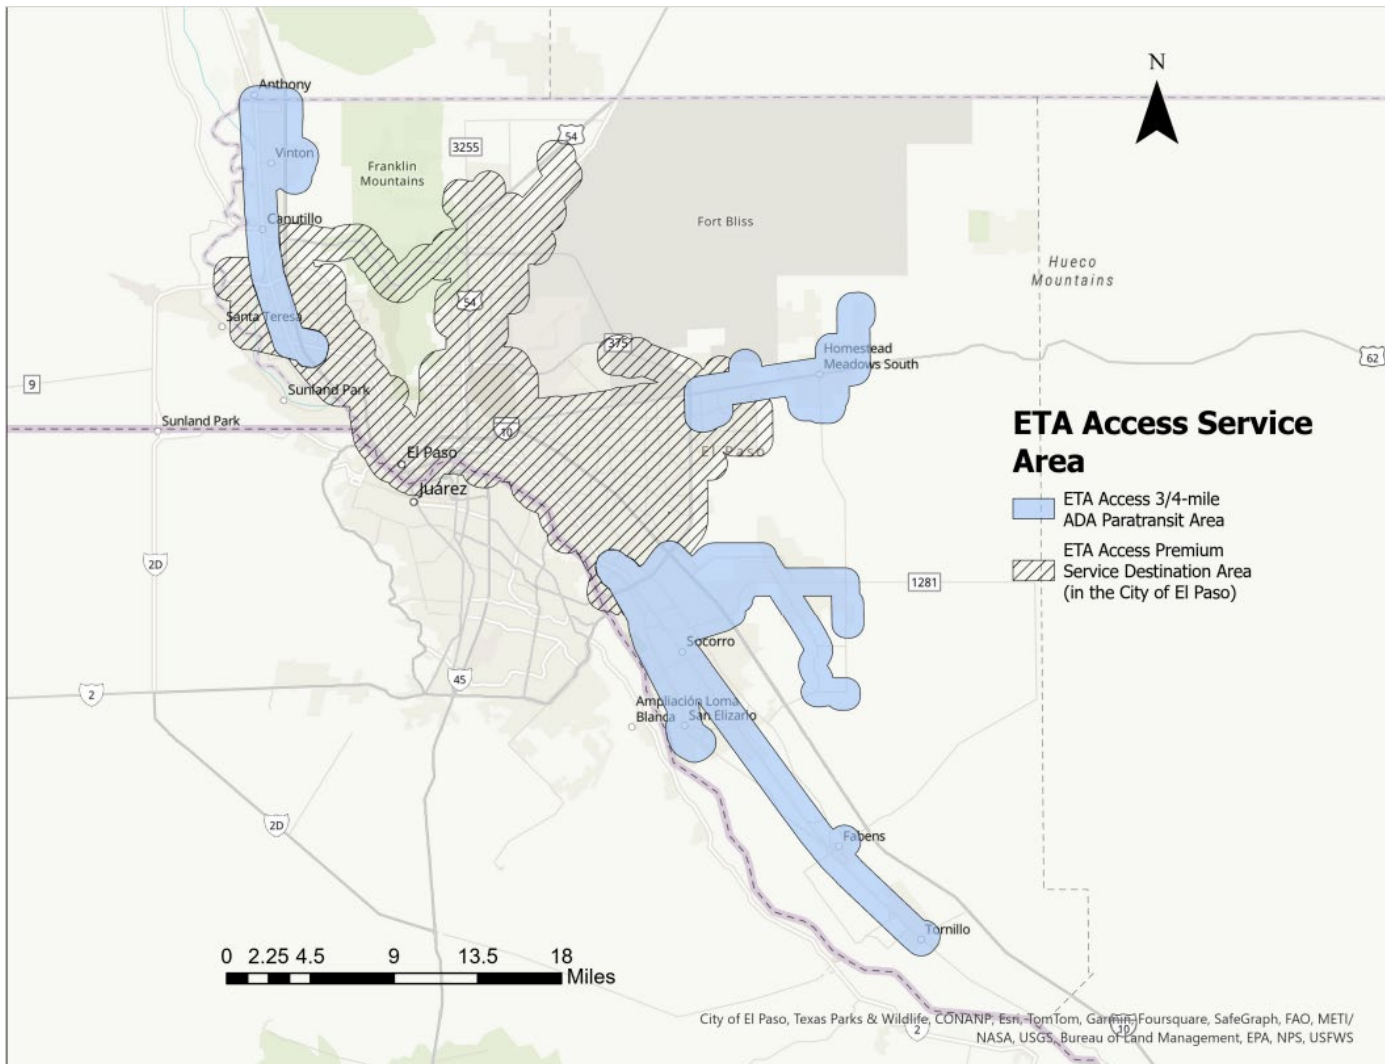 N
Anthony
54
3255
Vinton
Franklin
Mountains
Fort Bliss
Canutillo
Hueco
Mountains
54
Santa Teresa
375
Homestead
Meadows South
62
9
Sunland Park
Sunland Park
10
El Paso
El Paso
Juárez
ETA Access Service
Area
ETA Access 3/4-mile
ADA Paratransit Area
ETA Access Premium
Service Destination Area
(in the City of El Paso)
2D
1281
Socorro
45
2
Ampliación Loma
Blanca
San Elizario
2D
Fabens
Tornillo
0 2.25 4.5 9 13.5 18
Miles
City of El Paso, Texas Parks & Wildlife, CONANP, Esri, TomTom, Garmin, Foursquare, SafeGraph, FAO, METI/
NASA, USGS, Bureau of Land Management, EPA, NPS, USFWS
2
10